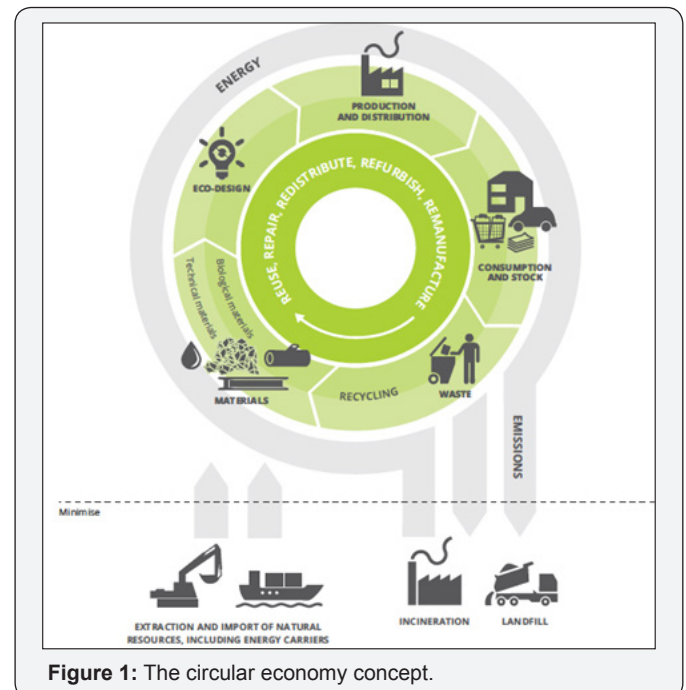 ENERGY
PRODUCTION
AND DISTRIBUTION
ECO-DESIGN
REUSE, REPAIR, REDISTRIBUTE, REFURBISH, REMANUFACTURE
CONSUMPTION
AND STOCK
Technical materials
Biological materials
MATERIALS
RECYCLING
WASTE
EMISSIONS
Minimise
EXTRACTION AND IMPORT OF NATURAL
RESOURCES, INCLUDING ENERGY CARRIERS
INCINERATION
LANDFILL
Figure 1: The circular economy concept.